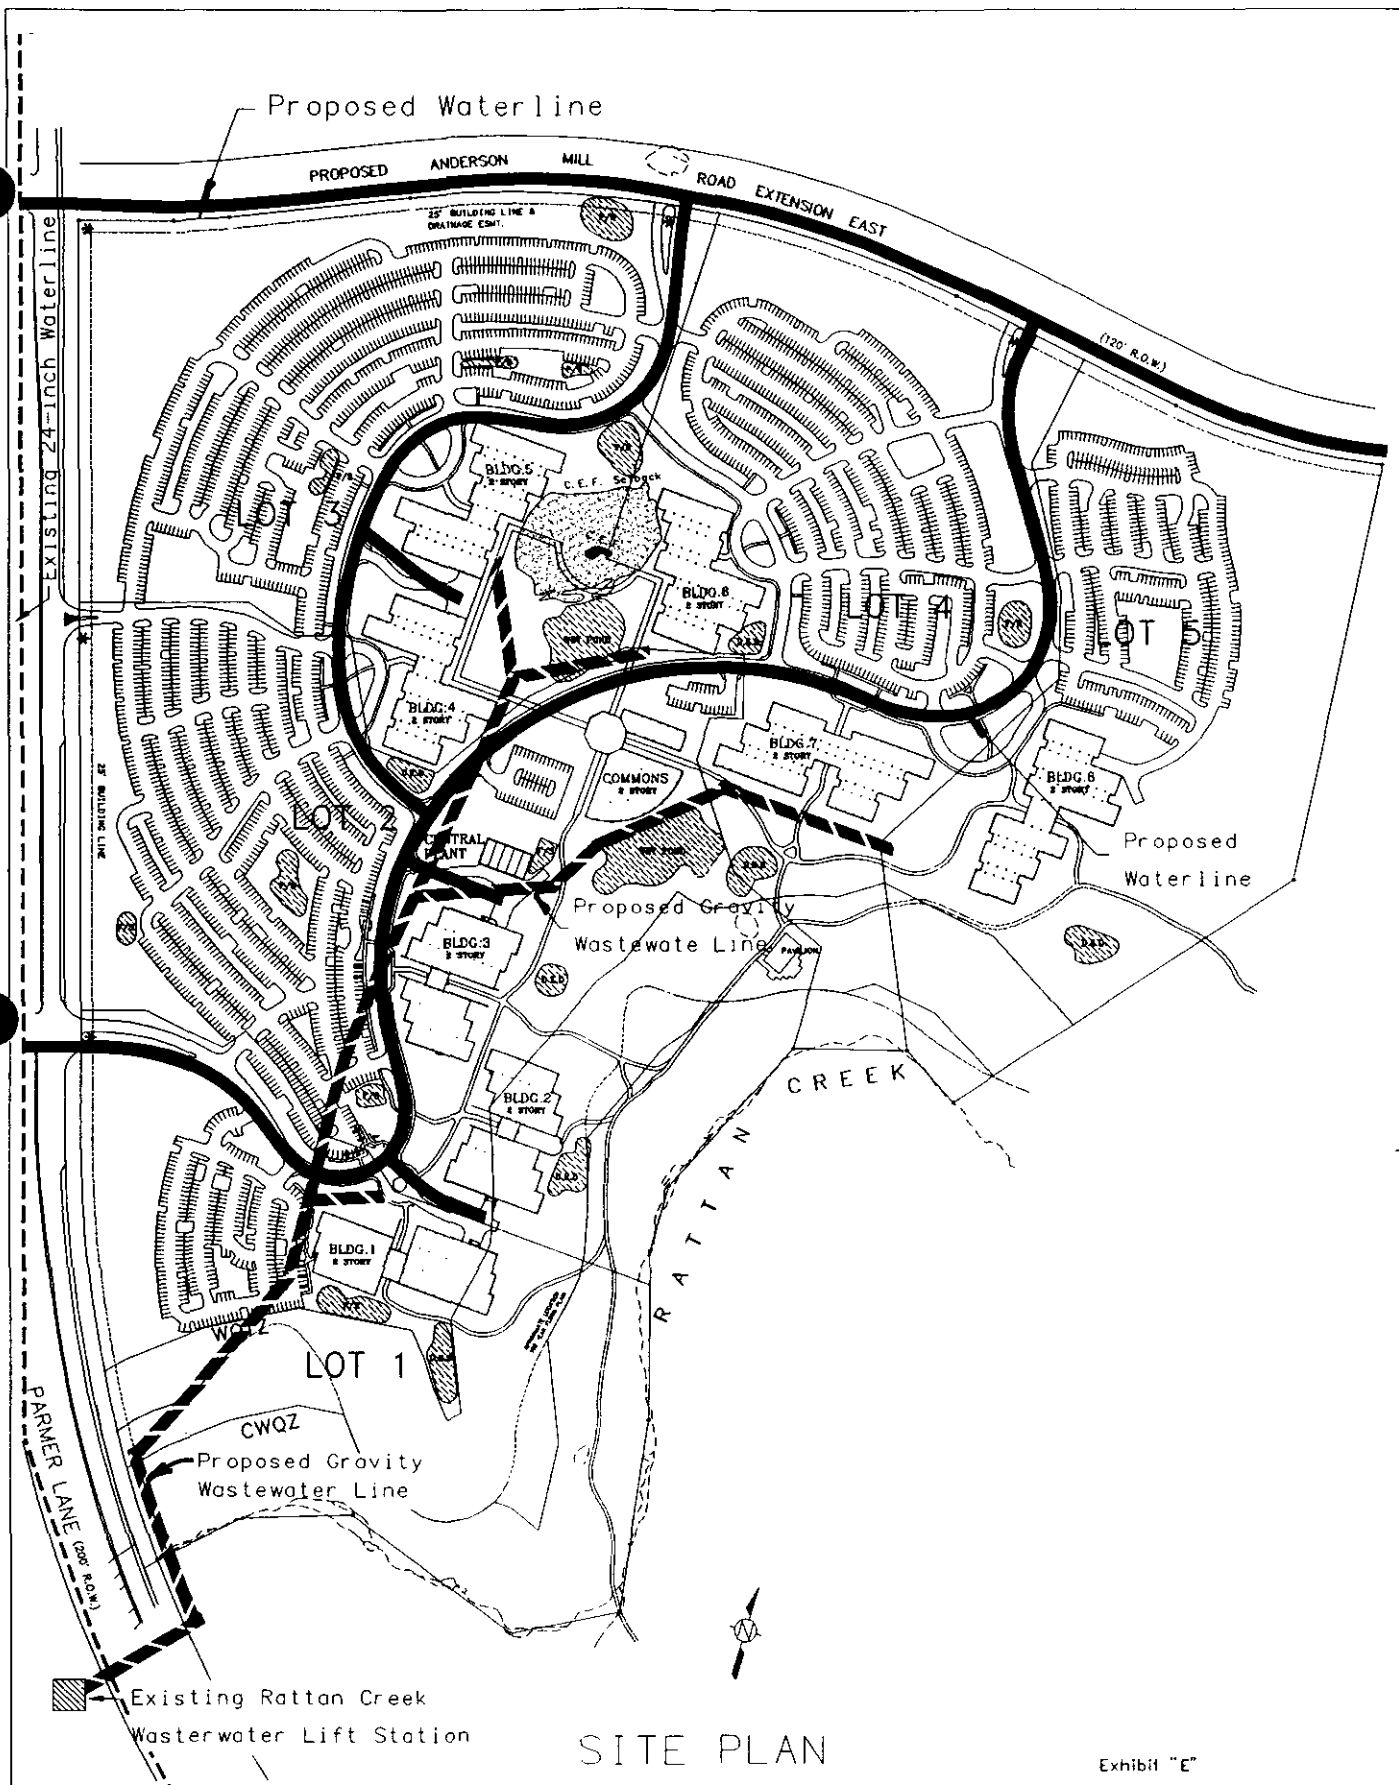 Proposed Waterline
PROPOSED ANDERSON MILL ROAD EXTENSION EAST
(120' R.O.W.)
25' BUILDING LINE &
DRAINAGE ESMT.
Existing 24-inch Waterline
BLDG.5
2 STORY
C.E.F. Setback
LOT 3
BLDG.8
2 STORY
LOT 4
LOT 5
WET POND
BLDG.4
2 STORY
BLDG.7
2 STORY
COMMONS
2 STORY
BLDG.6
2 STORY
25' BUILDING LINE
LOT 2
CENTRAL
PLANT
WET POND
Proposed
Waterline
Proposed Gravity
Wastewate Line
BLDG.3
2 STORY
PAVILION
RATTAN CREEK
BLDG.2
2 STORY
BLDG.1
2 STORY
WQTZ
LOT 1
CWQZ
PARMER LANE (200' R.O.W.)
Proposed Gravity
Wastewater Line
N
Existing Rattan Creek
Wasterwater Lift Station
SITE PLAN
Exhibit "E"